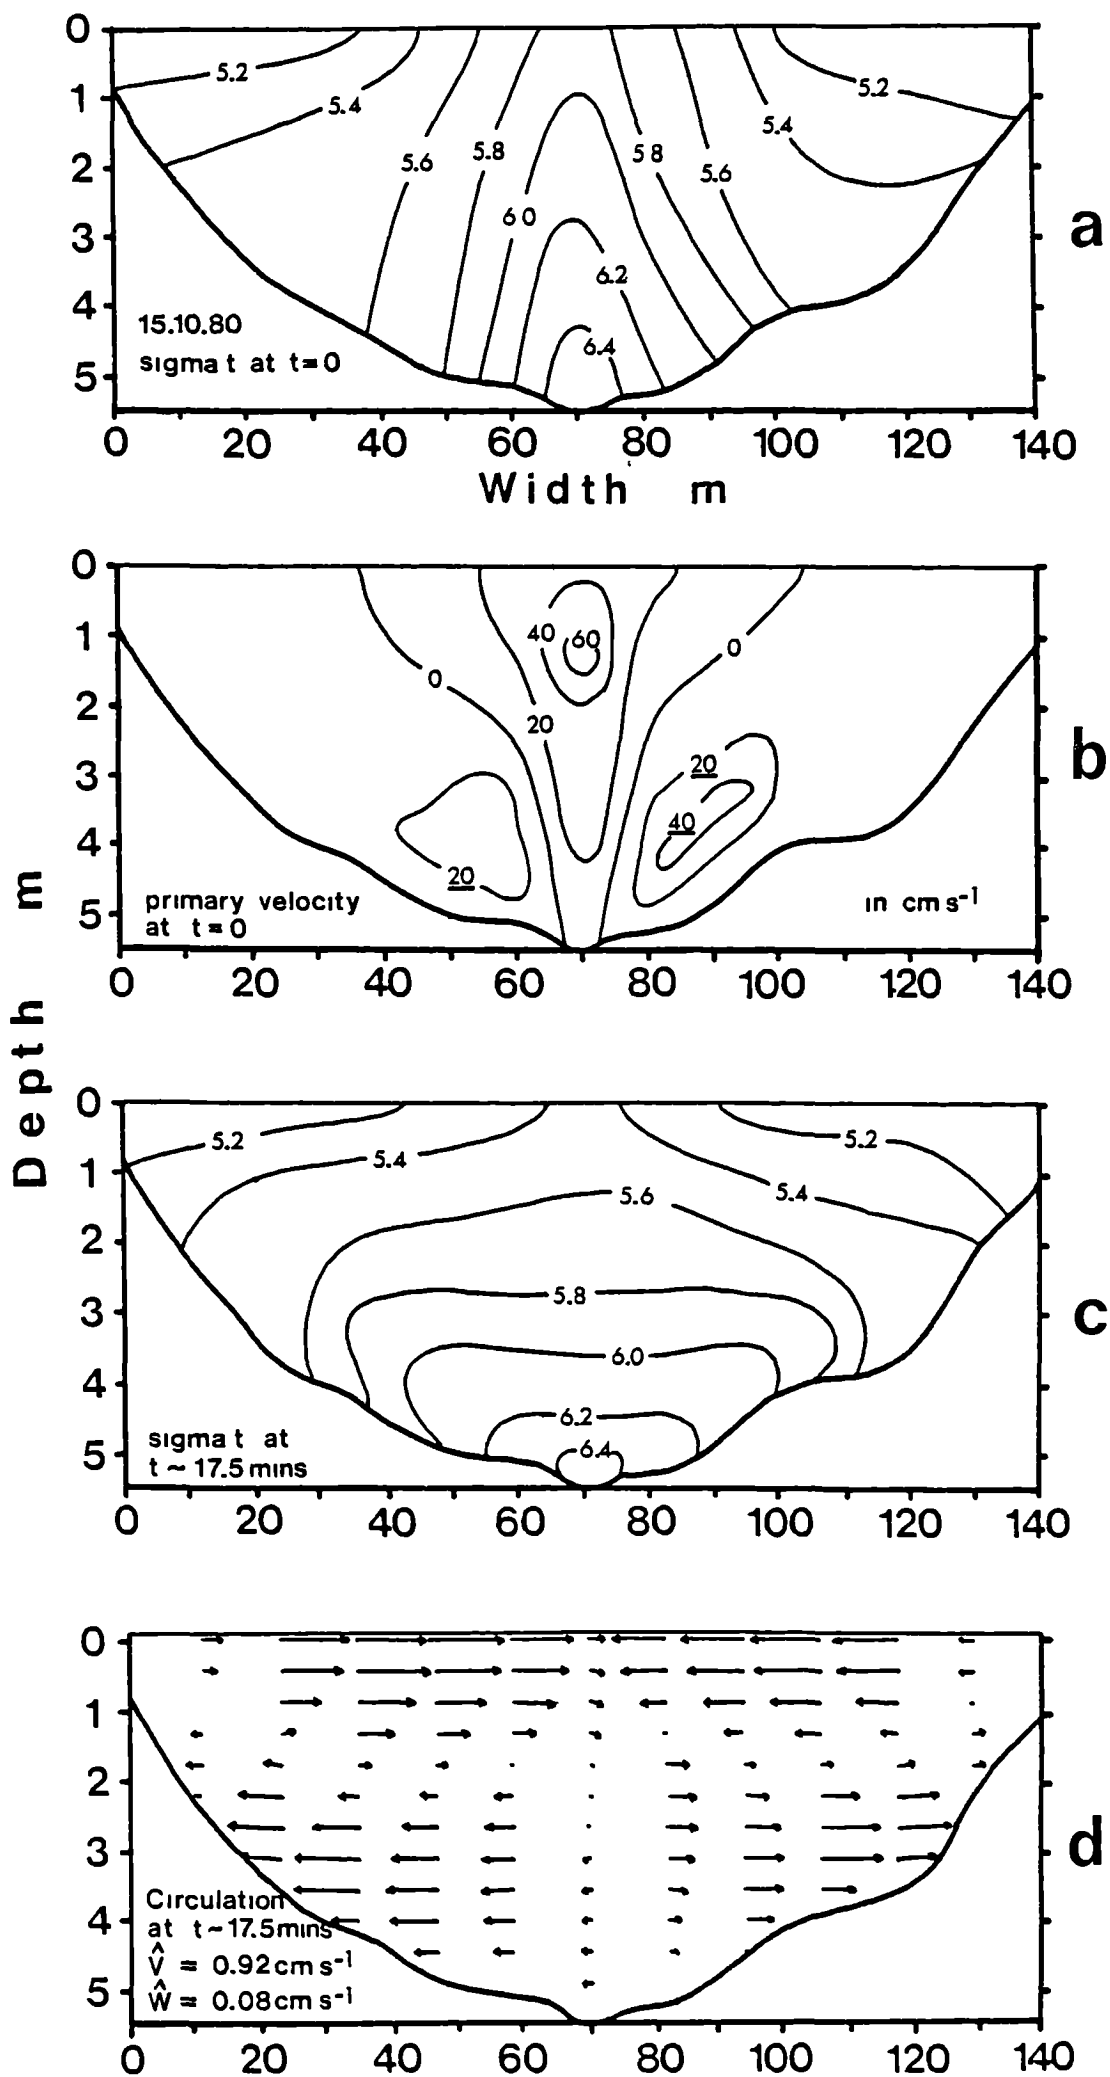 0
1
2
3
4
5
5.2
5.4
5.6
5.8
6 0
6.2
6.4
5 8
5.6
5.4
5.2
15.10.80
sigma t at t=0
a
0 20 40 60 80 100 120 140
Width m
0
1
2
3
4
5
0
20
40
60
20
0
20
40
primary velocity
at t=0
in cm s-1
b
0 20 40 60 80 100 120 140
Depth m
0
1
2
3
4
5
5.2
5.4
5.6
5.4
5.2
5.8
6.0
6.2
6.4
sigma t at
t ~ 17.5 mins
c
0 20 40 60 80 100 120 140
0
1
2
3
4
5
Circulation
at t~17.5mins
V̂ = 0.92 cm s-1
Ŵ = 0.08 cm s-1
d
0 20 40 60 80 100 120 140